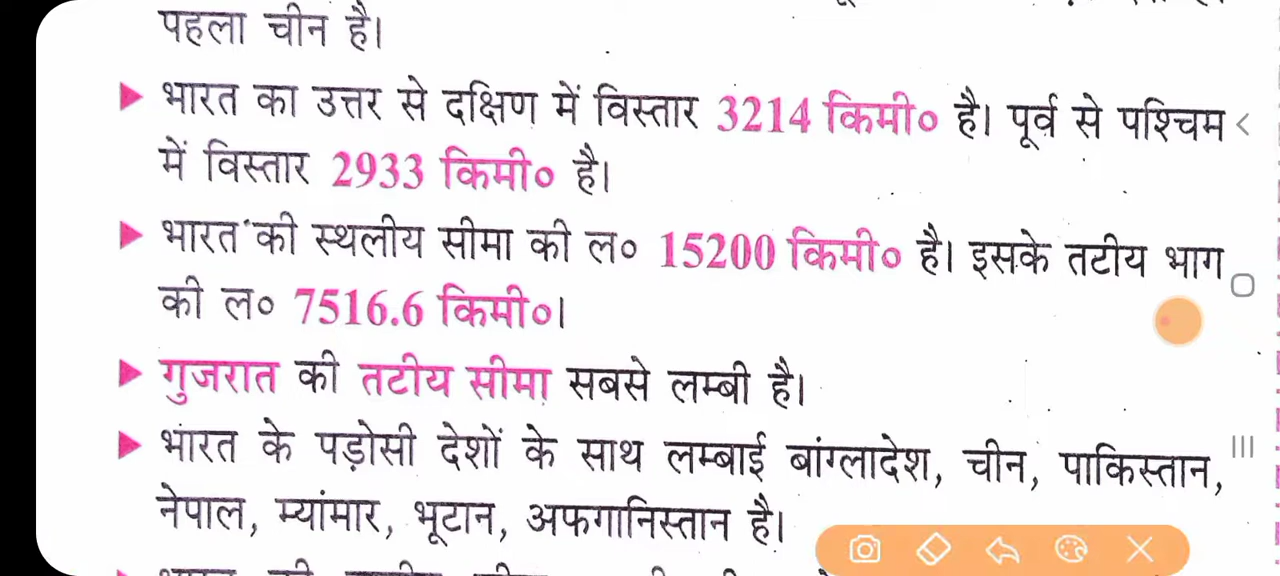 पहला चीन है।
▶ भारत का उत्तर से दक्षिण में विस्तार 3214 किमी० है। पूर्व से पश्चिम
में विस्तार 2933 किमी० है।
▶ भारत की स्थलीय सीमा की ल० 15200 किमी० है। इसके तटीय भाग
की ल० 7516.6 किमी०।
▶ गुजरात की तटीय सीमा सबसे लम्बी है।
▶ भारत के पड़ोसी देशों के साथ लम्बाई बांग्लादेश, चीन, पाकिस्तान,
नेपाल, म्यांमार, भूटान, अफगानिस्तान है।